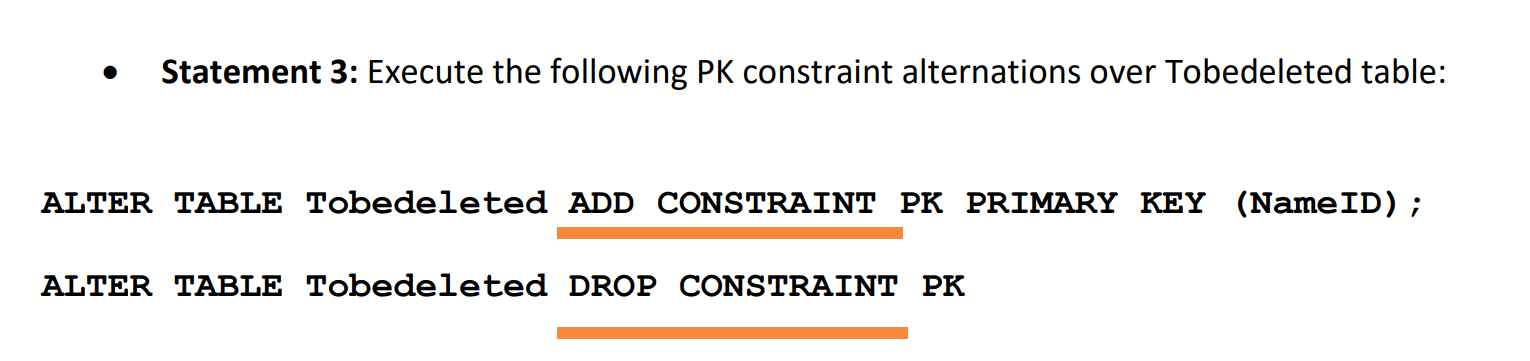 • Statement 3: Execute the following PK constraint alternations over Tobedeleted table:
ALTER TABLE Tobedeleted ADD CONSTRAINT PK PRIMARY KEY (NameID);
ALTER TABLE Tobedeleted DROP CONSTRAINT PK